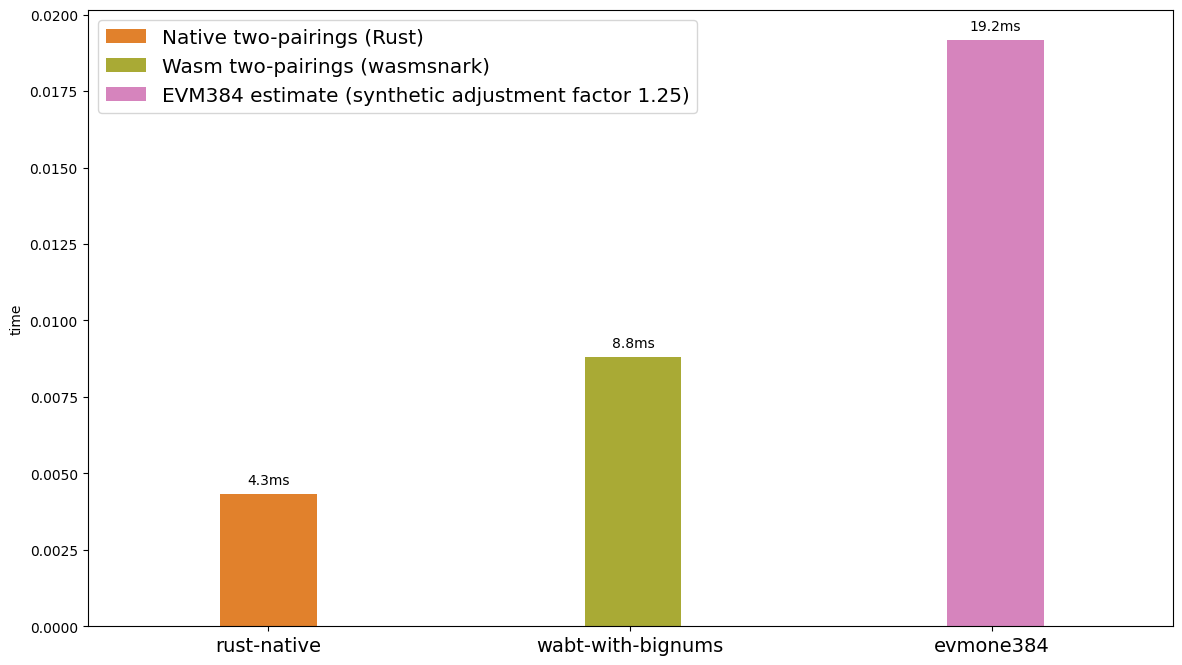 0.0200
0.0175
0.0150
0.0125
0.0100
0.0075
0.0050
0.0025
0.0000
time
Native two-pairings (Rust)
Wasm two-pairings (wasmsnark)
EVM384 estimate (synthetic adjustment factor 1.25)
4.3ms
8.8ms
19.2ms
rust-native
wabt-with-bignums
evmone384